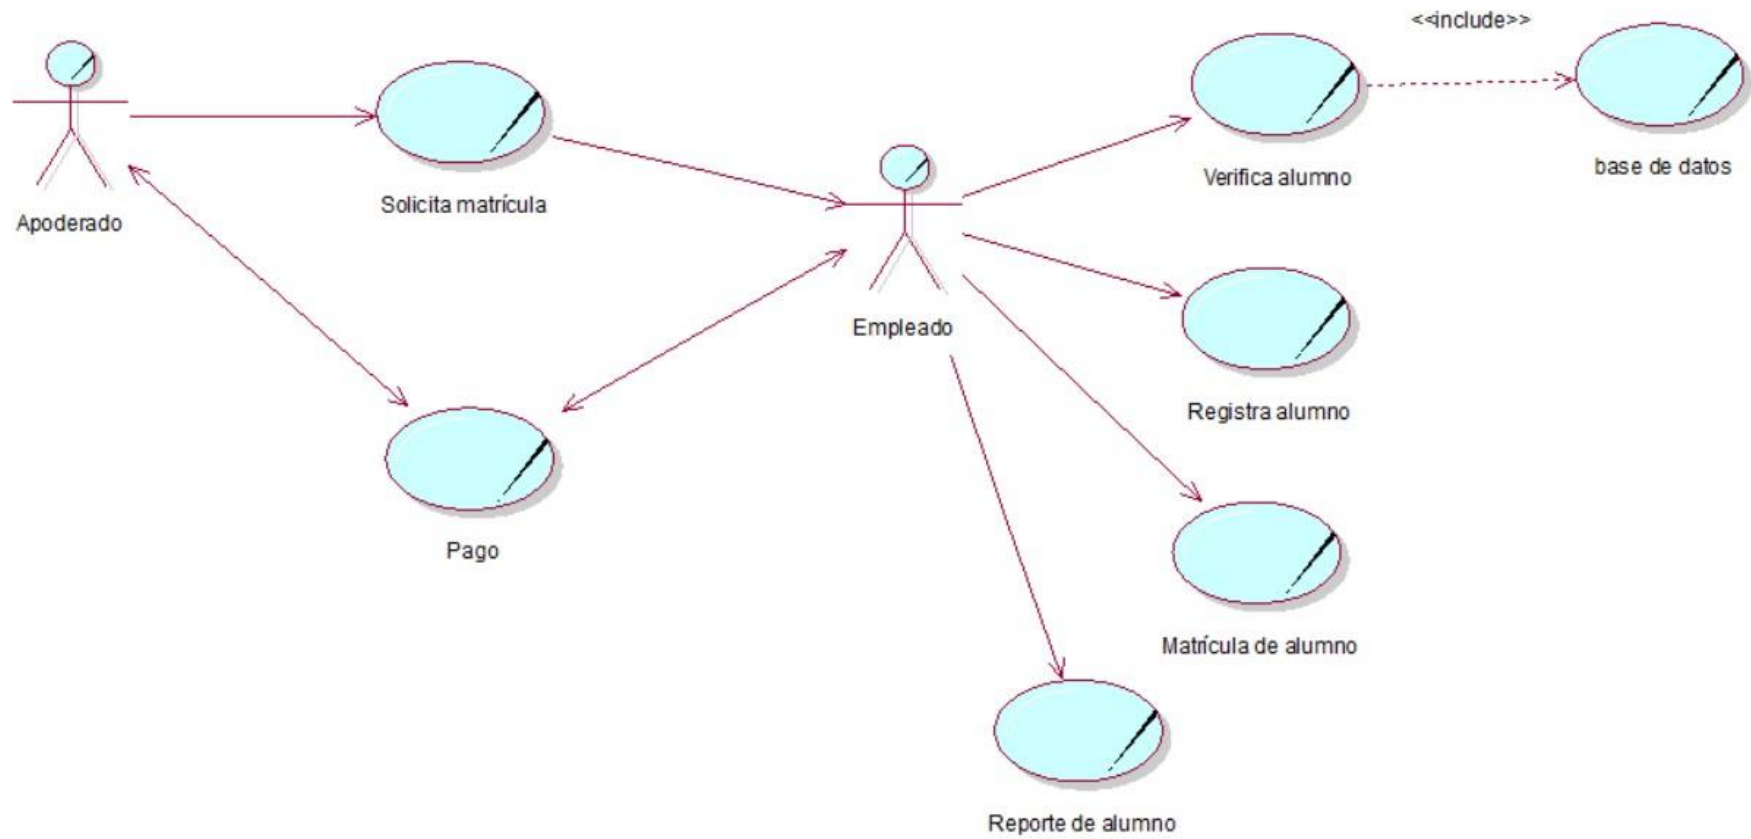 <<include>>
Verifica alumno
base de datos
Solicita matrícula
Apoderado
Empleado
Registra alumno
Pago
Matrícula de alumno
Reporte de alumno